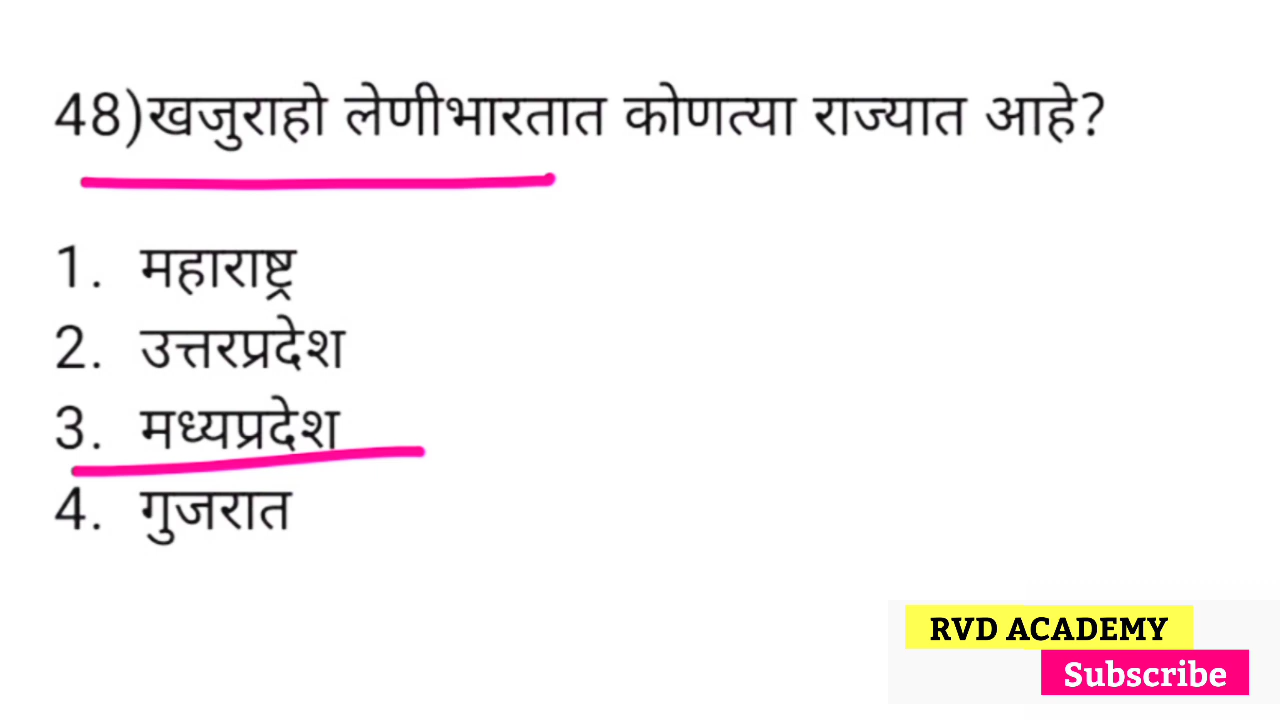 48)खजुराहो लेणीभारतात कोणत्या राज्यात आहे?
1. महाराष्ट्र
2. उत्तरप्रदेश
3. मध्यप्रदेश
4. गुजरात
RVD ACADEMY
Subscribe